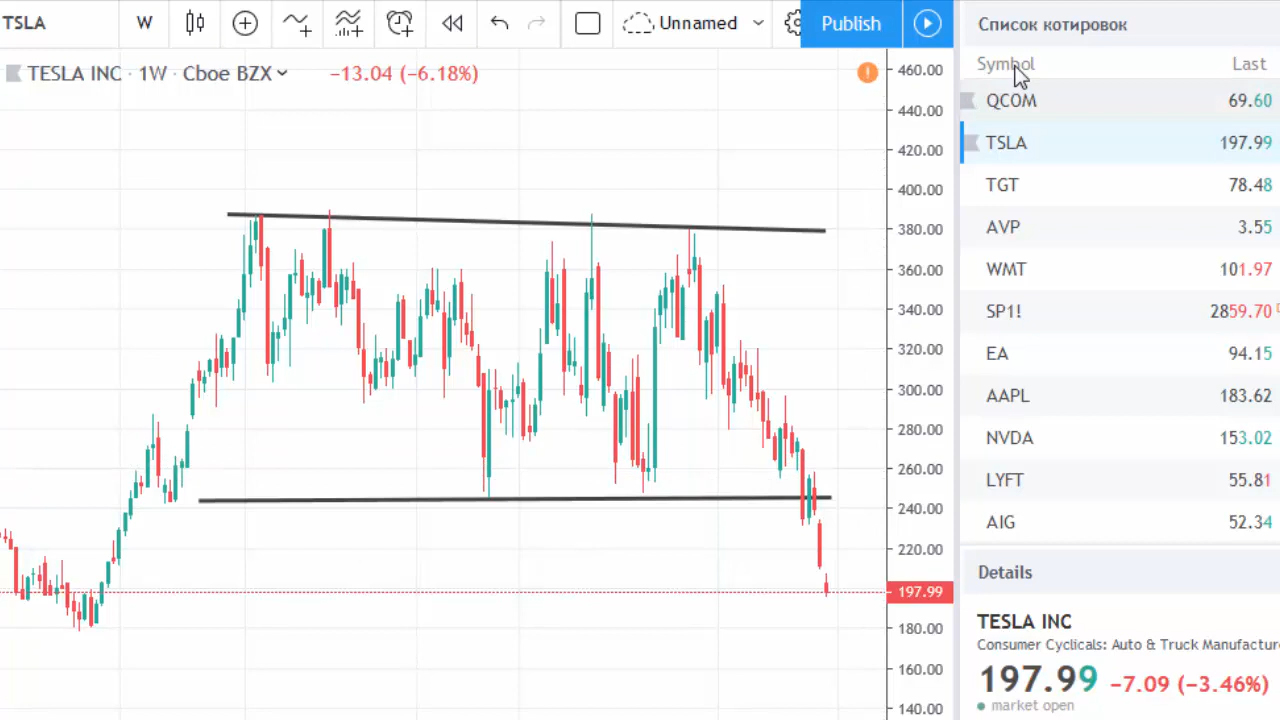 TSLA W Unnamed Publish
TESLA INC · 1W · Cboe BZX −13.04 (−6.18%)
460.00
440.00
420.00
400.00
380.00
360.00
340.00
320.00
300.00
280.00
260.00
240.00
220.00
197.99
180.00
160.00
140.00
Список котировок
Symbol Last
QCOM 69.60
TSLA 197.99
TGT 78.48
AVP 3.55
WMT 101.97
SP1! 2859.70
EA 94.15
AAPL 183.62
NVDA 153.02
LYFT 55.81
AIG 52.34
Details
TESLA INC
Consumer Cyclicals: Auto & Truck Manufactur
197.99 −7.09 (−3.46%)
market open